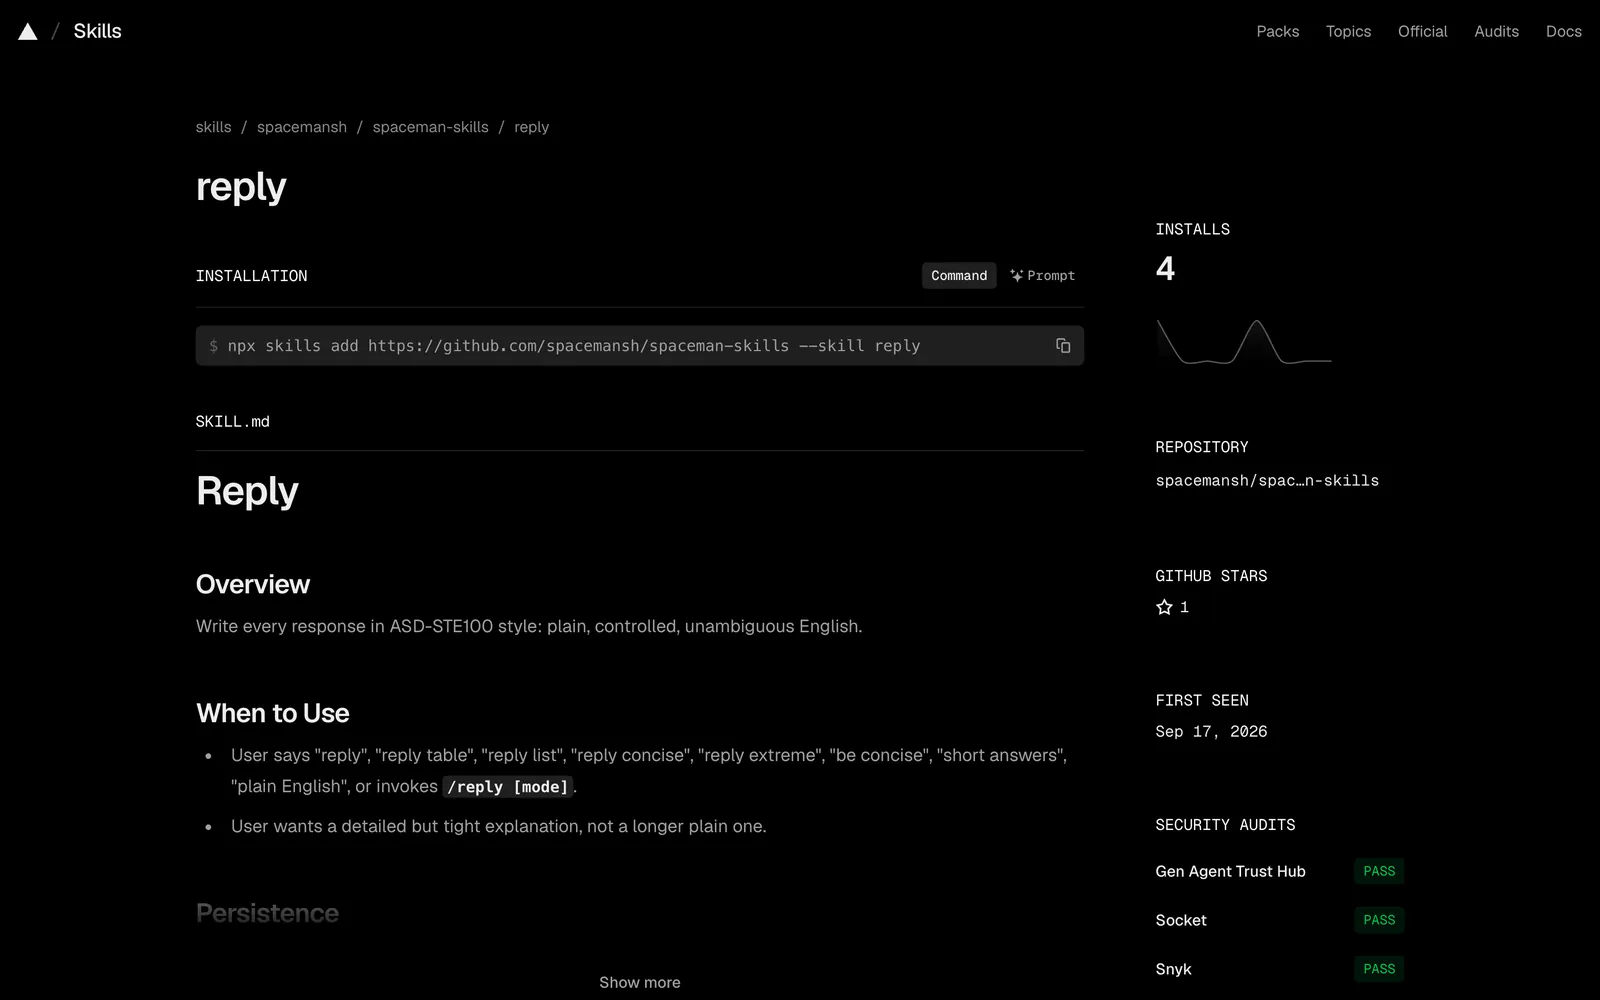 / Skills
Packs Topics Official Audits Docs
skills / spacemansh / spaceman-skills / reply
reply
INSTALLATION
Command Prompt
$ npx skills add https://github.com/spacemansh/spaceman-skills --skill reply
SKILL.md
Reply
Overview
Write every response in ASD-STE100 style: plain, controlled, unambiguous English.
When to Use
• User says "reply", "reply table", "reply list", "reply concise", "reply extreme", "be concise", "short answers",
"plain English", or invokes /reply [mode].
• User wants a detailed but tight explanation, not a longer plain one.
Persistence
Show more
INSTALLS
4
REPOSITORY
spacemansh/spac…n-skills
GITHUB STARS
1
FIRST SEEN
Sep 17, 2026
SECURITY AUDITS
Gen Agent Trust Hub PASS
Socket PASS
Snyk PASS